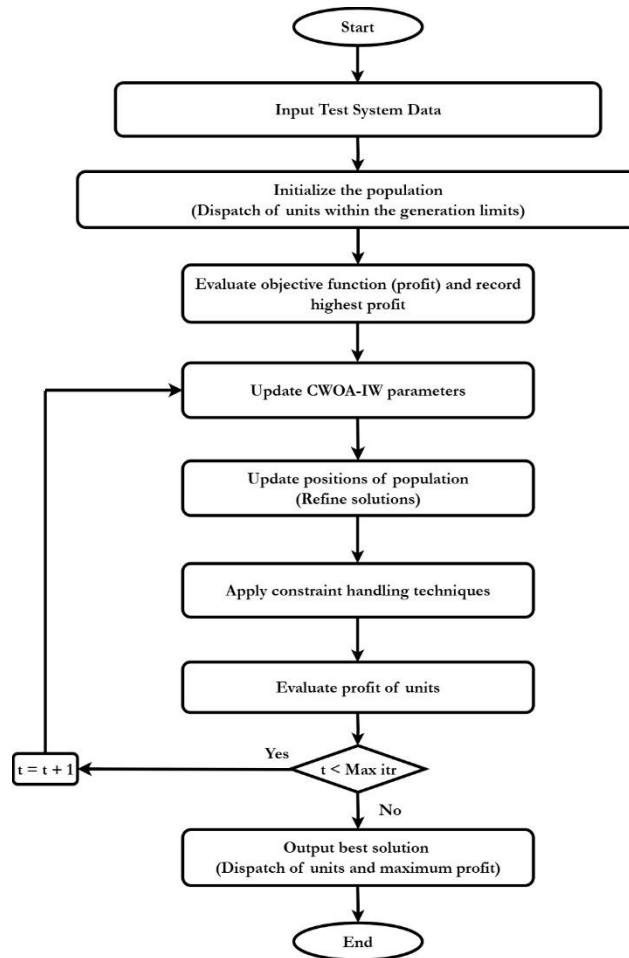 Start
Input Test System Data
Initialize the population
(Dispatch of units within the generation limits)
Evaluate objective function (profit) and record
highest profit
Update CWOA-IW parameters
Update positions of population
(Refine solutions)
Apply constraint handling techniques
Evaluate profit of units
Yes
t = t + 1
t < Max itr
No
Output best solution
(Dispatch of units and maximum profit)
End